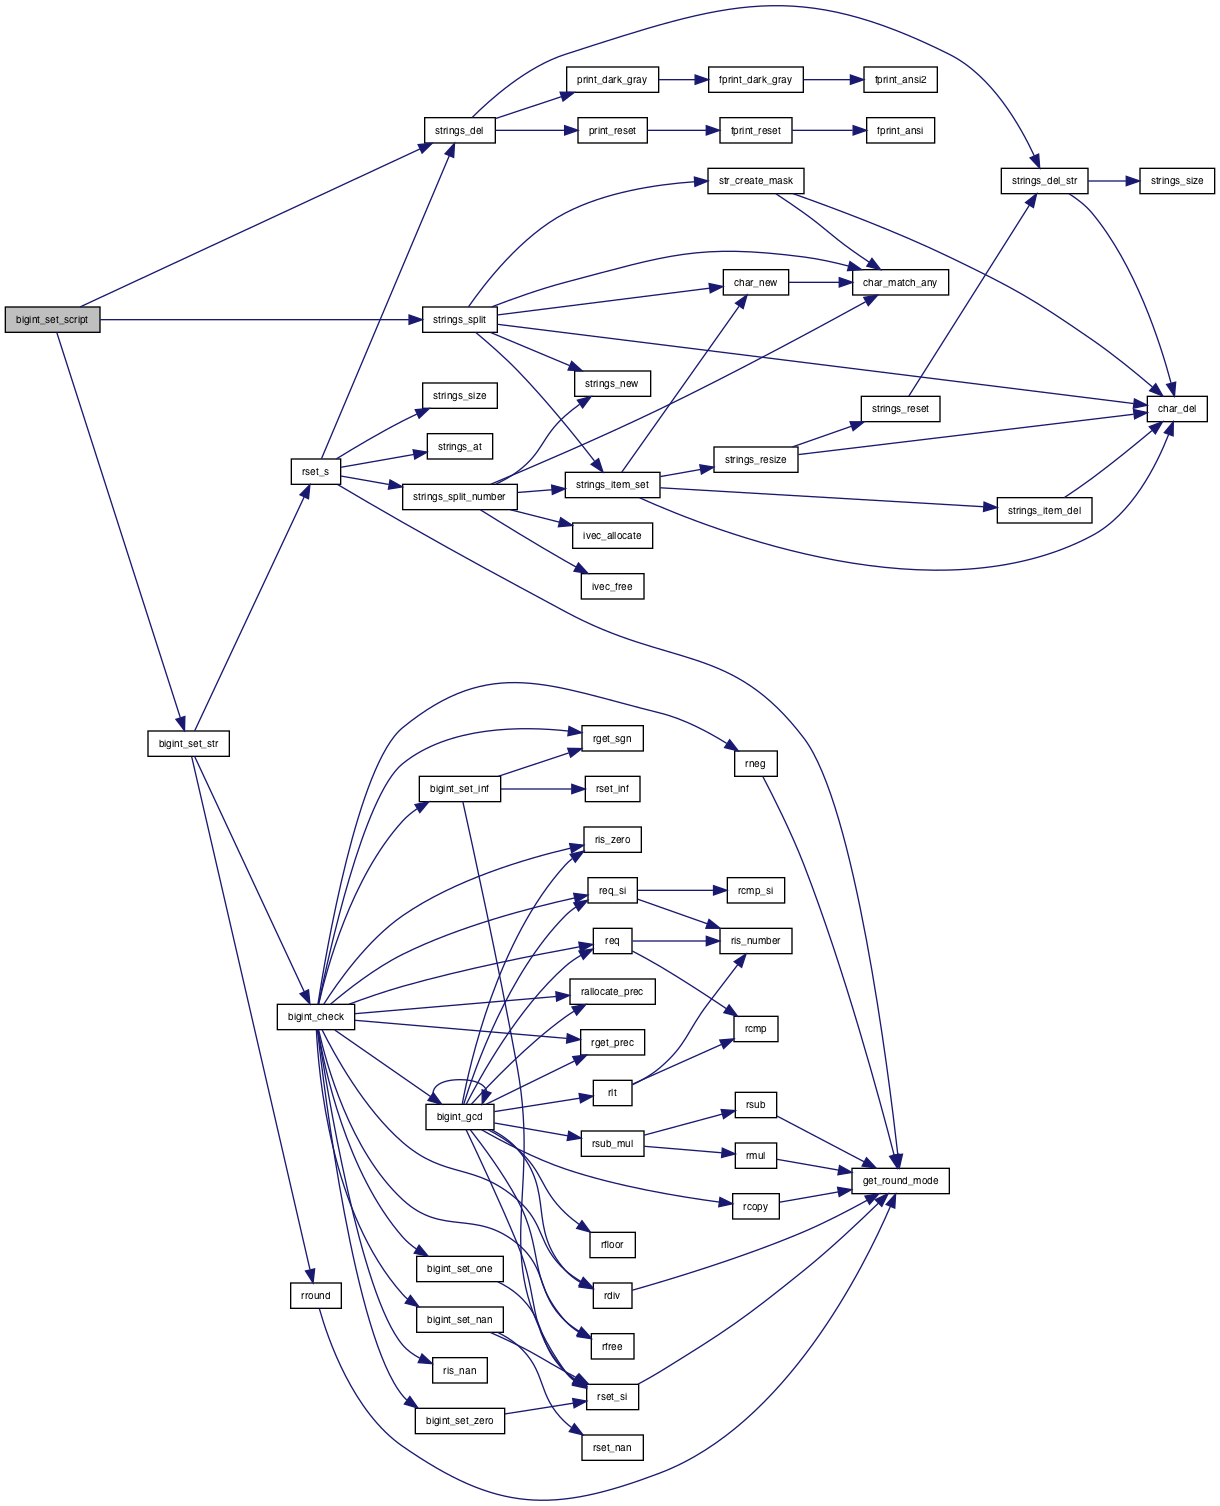 print_dark_gray
fprint_dark_gray
fprint_ansi2
strings_del
print_reset
fprint_reset
fprint_ansi
str_create_mask
strings_del_str
strings_size
char_new
char_match_any
bigint_set_script
strings_split
strings_new
strings_size
strings_reset
char_del
strings_at
strings_resize
rset_s
strings_item_set
strings_split_number
strings_item_del
ivec_allocate
ivec_free
bigint_set_str
rget_sgn
rneg
bigint_set_inf
rset_inf
ris_zero
req_si
rcmp_si
req
ris_number
rallocate_prec
bigint_check
rcmp
rget_prec
rlt
rsub
bigint_gcd
rsub_mul
rmul
get_round_mode
rcopy
rfloor
bigint_set_one
rround
rdiv
bigint_set_nan
rfree
ris_nan
rset_si
bigint_set_zero
rset_nan